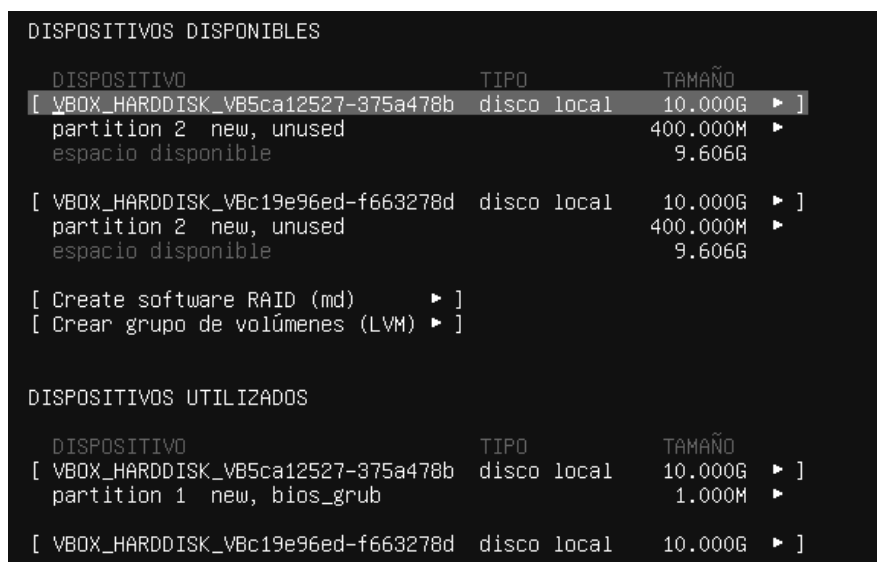 DISPOSITIVOS DISPONIBLES
DISPOSITIVO TIPO TAMAÑO
[ VBOX_HARDDISK_VB5ca12527-375a478b disco local 10.000G ► ]
partition 2 new, unused 400.000M ►
espacio disponible 9.606G
[ VBOX_HARDDISK_VBc19e96ed-f663278d disco local 10.000G ► ]
partition 2 new, unused 400.000M ►
espacio disponible 9.606G
[ Create software RAID (md) ► ]
[ Crear grupo de volúmenes (LVM) ► ]
DISPOSITIVOS UTILIZADOS
DISPOSITIVO TIPO TAMAÑO
[ VBOX_HARDDISK_VB5ca12527-375a478b disco local 10.000G ► ]
partition 1 new, bios_grub 1.000M ►
[ VBOX_HARDDISK_VBc19e96ed-f663278d disco local 10.000G ► ]